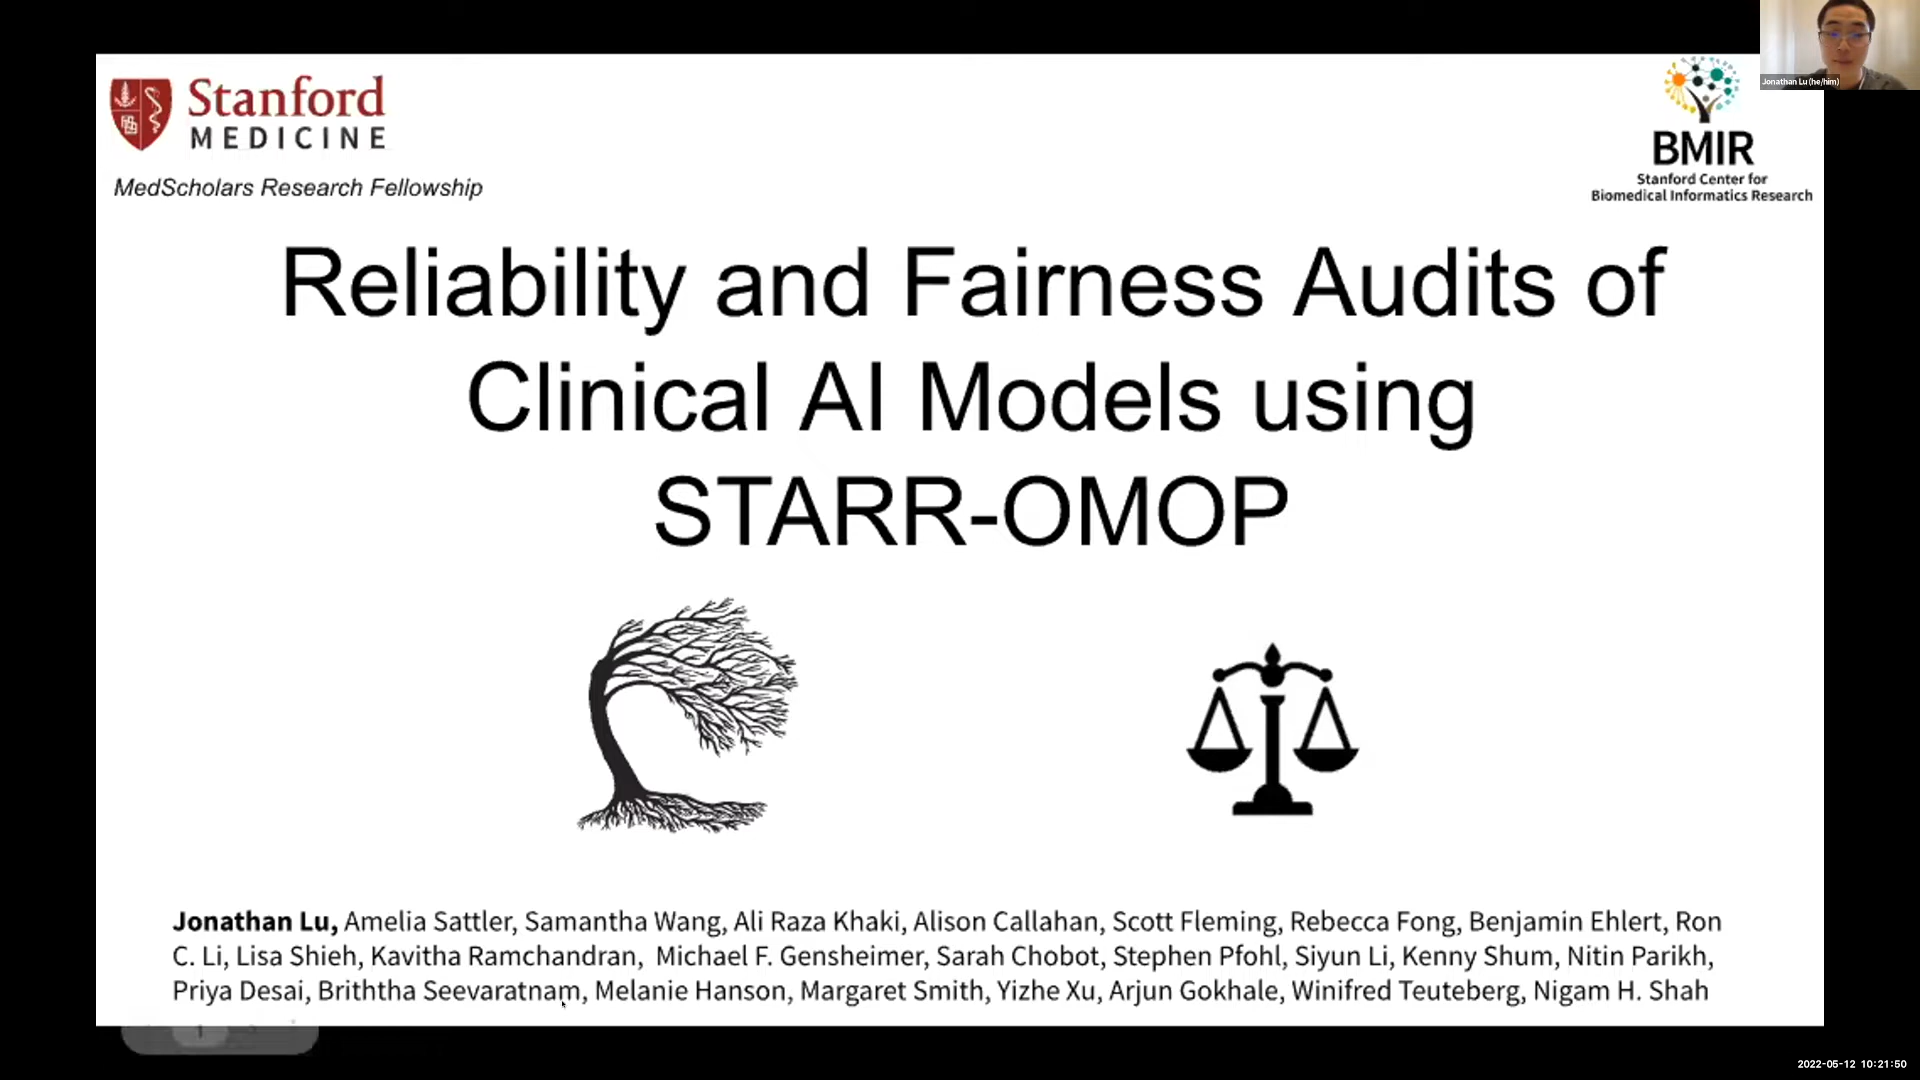 Stanford
MEDICINE
MedScholars Research Fellowship
BMIR
Stanford Center for
Biomedical Informatics Research
Jonathan Lu (he/him)
Reliability and Fairness Audits of
Clinical AI Models using
STARR-OMOP
Jonathan Lu, Amelia Sattler, Samantha Wang, Ali Raza Khaki, Alison Callahan, Scott Fleming, Rebecca Fong, Benjamin Ehlert, Ron
C. Li, Lisa Shieh, Kavitha Ramchandran, Michael F. Gensheimer, Sarah Chobot, Stephen Pfohl, Siyun Li, Kenny Shum, Nitin Parikh,
Priya Desai, Briththa Seevaratnam, Melanie Hanson, Margaret Smith, Yizhe Xu, Arjun Gokhale, Winifred Teuteberg, Nigam H. Shah
1
2022-05-12 10:21:50